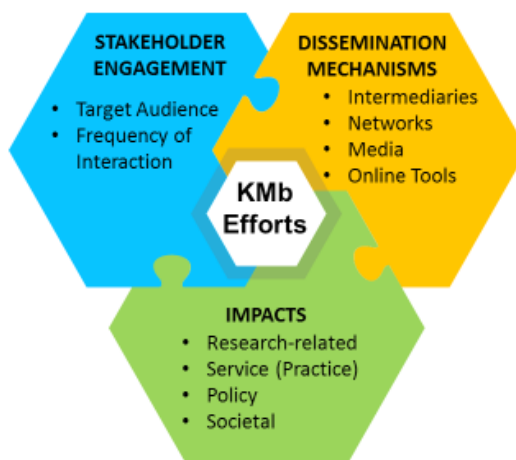 STAKEHOLDER
ENGAGEMENT
• Target Audience
• Frequency of
Interaction
DISSEMINATION
MECHANISMS
• Intermediaries
• Networks
• Media
• Online Tools
KMb
Efforts
IMPACTS
• Research-related
• Service (Practice)
• Policy
• Societal